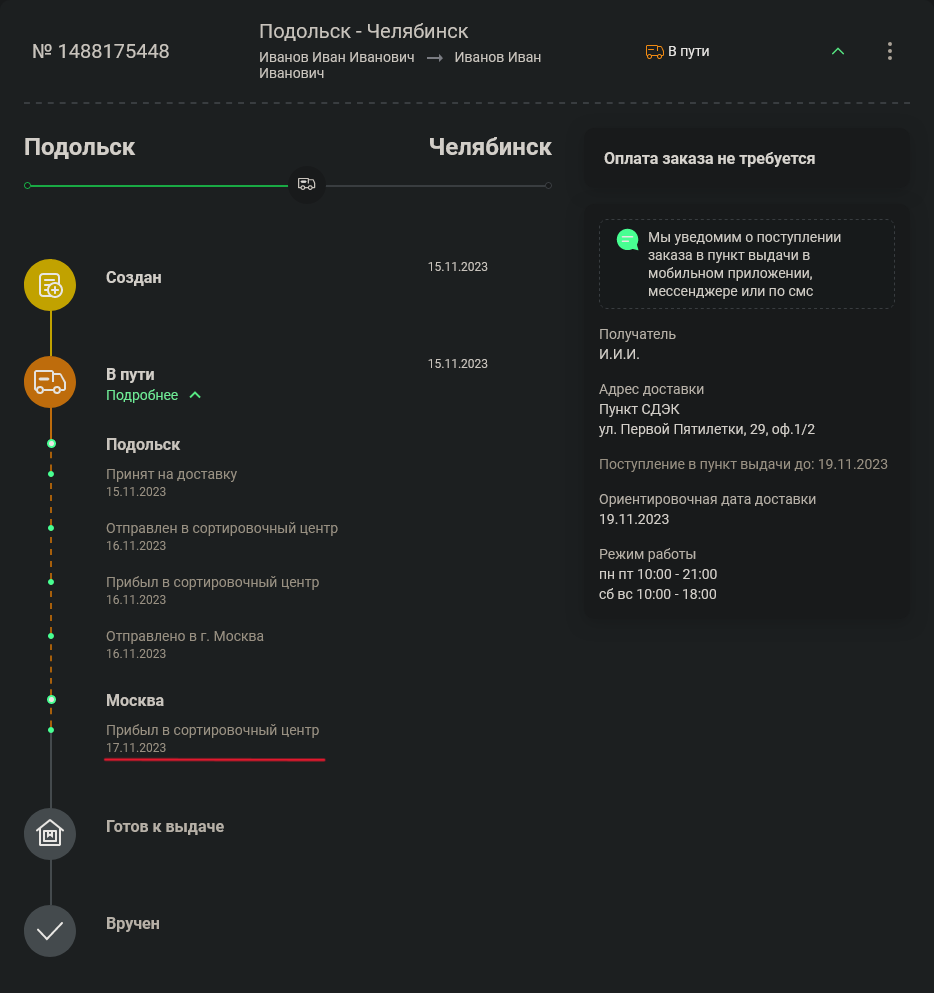 № 1488175448
Подольск - Челябинск
Иванов Иван Иванович
Иванов Иван
Иванович
В пути
Подольск
Челябинск
Создан
15.11.2023
В пути
15.11.2023
Подробнее
Подольск
Принят на доставку
15.11.2023
Отправлен в сортировочный центр
16.11.2023
Прибыл в сортировочный центр
16.11.2023
Отправлено в г. Москва
16.11.2023
Москва
Прибыл в сортировочный центр
17.11.2023
Готов к выдаче
Вручен
Оплата заказа не требуется
Мы уведомим о поступлении
заказа в пункт выдачи в
мобильном приложении,
мессенджере или по смс
Получатель
И.И.И.
Адрес доставки
Пункт СДЭК
ул. Первой Пятилетки, 29, оф.1/2
Поступление в пункт выдачи до: 19.11.2023
Ориентировочная дата доставки
19.11.2023
Режим работы
пн пт 10:00 - 21:00
сб вс 10:00 - 18:00